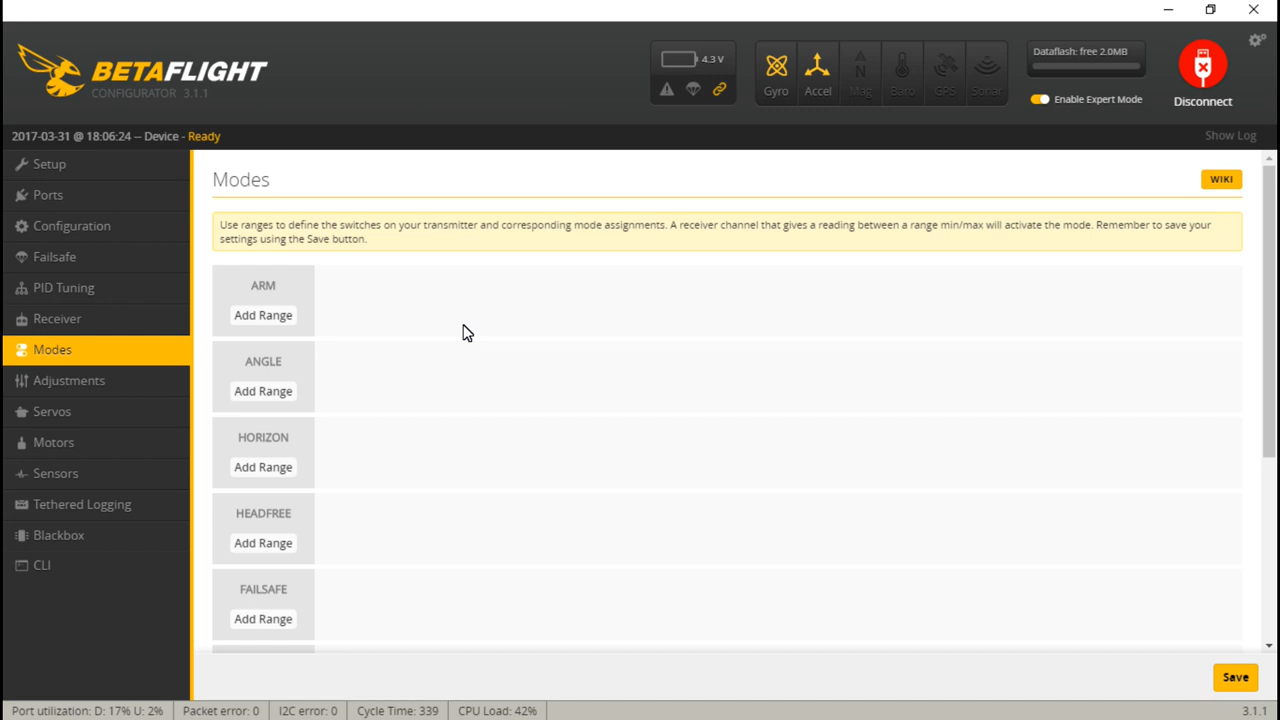 BETAFLIGHT
CONFIGURATOR 3.1.1
4.3 V
Gyro
Accel
Mag
Baro
GPS
Sonar
Dataflash: free 2.0MB
Enable Expert Mode
Disconnect
2017-03-31 @ 18:06:24 -- Device - Ready
Show Log
Setup
Ports
Configuration
Failsafe
PID Tuning
Receiver
Modes
Adjustments
Servos
Motors
Sensors
Tethered Logging
Blackbox
CLI
Modes
WIKI
Use ranges to define the switches on your transmitter and corresponding mode assignments. A receiver channel that gives a reading between a range min/max will activate the mode. Remember to save your
settings using the Save button.
ARM
Add Range
ANGLE
Add Range
HORIZON
Add Range
HEADFREE
Add Range
FAILSAFE
Add Range
Save
Port utilization: D: 17% U: 2%
Packet error: 0
I2C error: 0
Cycle Time: 339
CPU Load: 42%
3.1.1